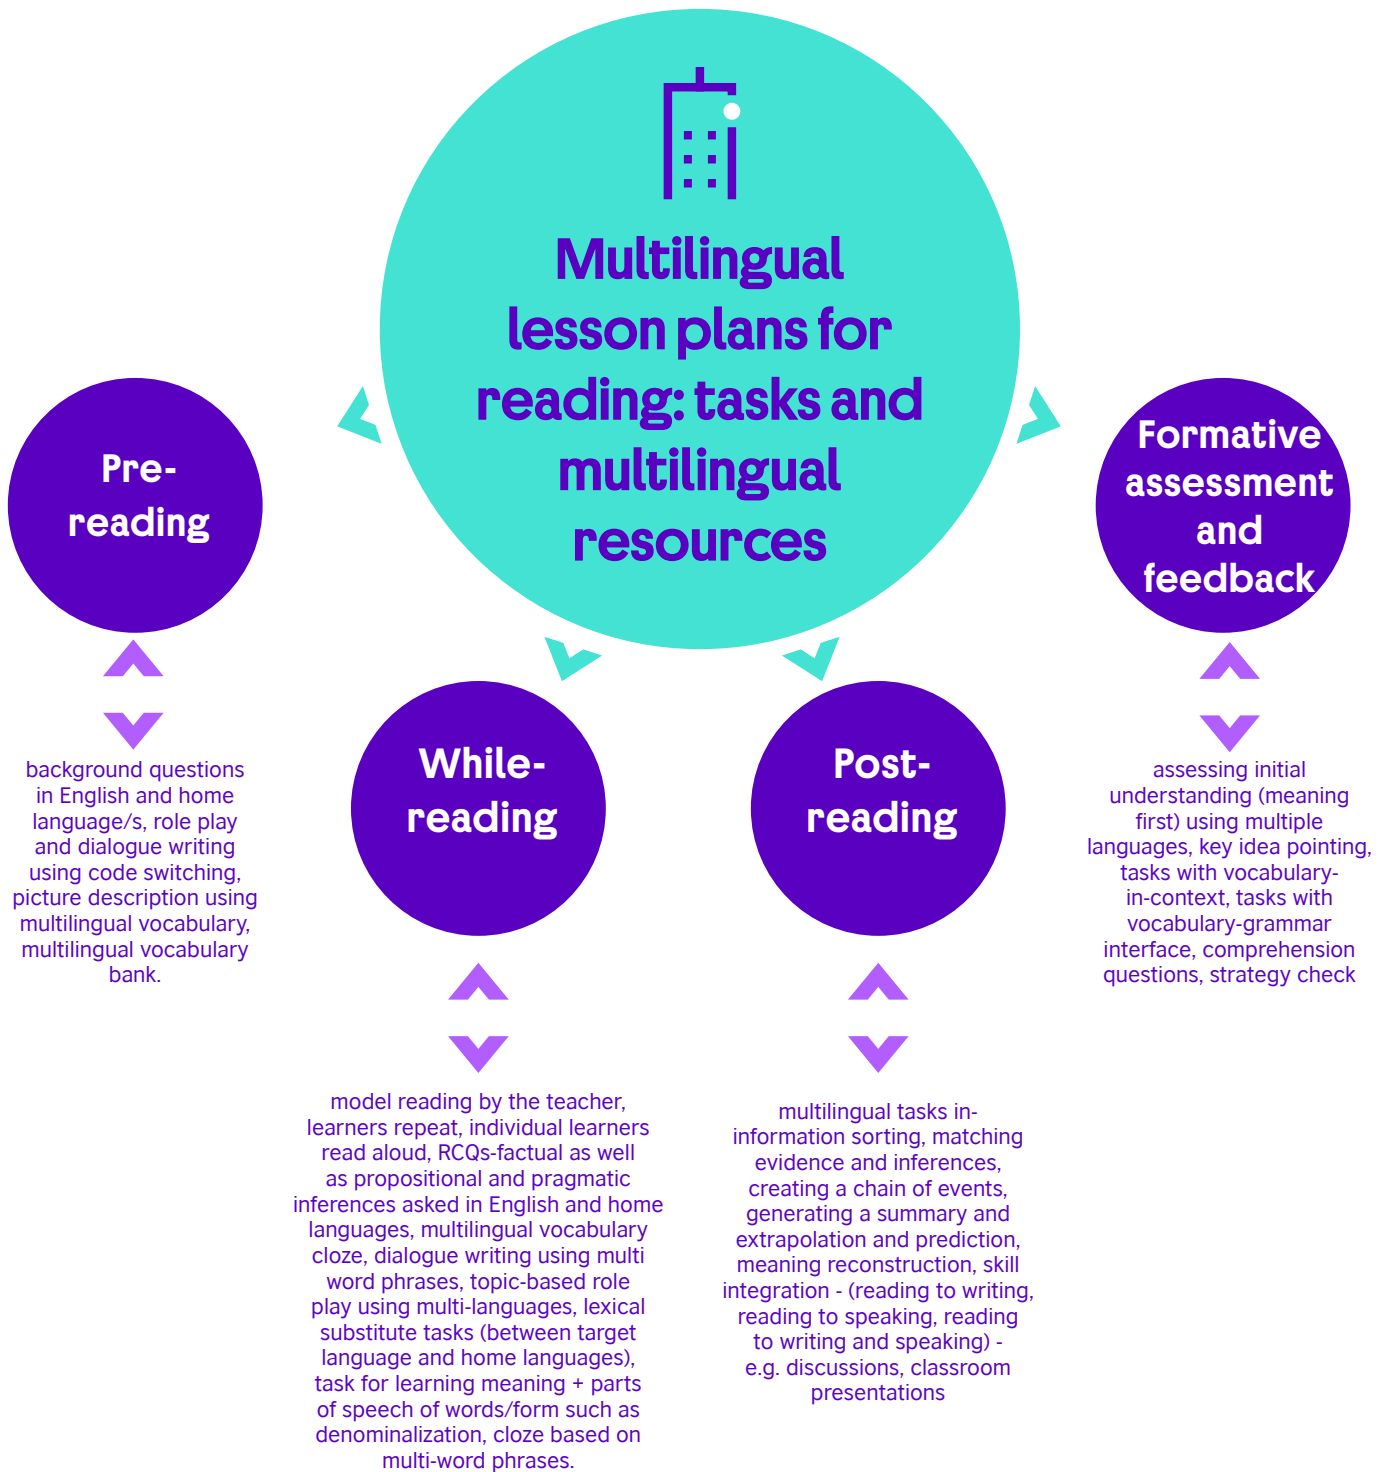 Multilingual
lesson plans for
reading: tasks and
multilingual
resources
Pre-
reading
background questions
in English and home
language/s, role play
and dialogue writing
using code switching,
picture description using
multilingual vocabulary,
multilingual vocabulary
bank.
While-
reading
model reading by the teacher,
learners repeat, individual learners
read aloud, RCQs-factual as well
as propositional and pragmatic
inferences asked in English and home
languages, multilingual vocabulary
cloze, dialogue writing using multi
word phrases, topic-based role
play using multi-languages, lexical
substitute tasks (between target
language and home languages),
task for learning meaning + parts
of speech of words/form such as
denominalization, cloze based on
multi-word phrases.
Post-
reading
multilingual tasks in-
information sorting, matching
evidence and inferences,
creating a chain of events,
generating a summary and
extrapolation and prediction,
meaning reconstruction, skill
integration - (reading to writing,
reading to speaking, reading
to writing and speaking) -
e.g. discussions, classroom
presentations
Formative
assessment
and
feedback
assessing initial
understanding (meaning
first) using multiple
languages, key idea pointing,
tasks with vocabulary-
in-context, tasks with
vocabulary-grammar
interface, comprehension
questions, strategy check